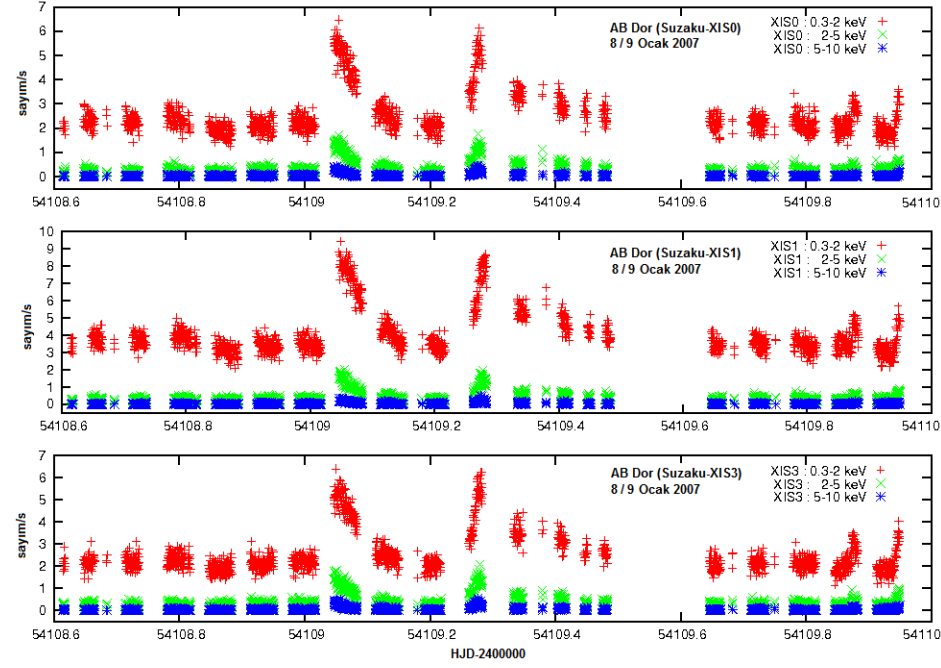 7
6
5
4
3
2
1
0
sayım/s
AB Dor (Suzaku-XIS0)
8 / 9 Ocak 2007
XIS0 : 0.3-2 keV
XIS0 : 2-5 keV
XIS0 : 5-10 keV
54108.6 54108.8 54109 54109.2 54109.4 54109.6 54109.8 54110
10
9
8
7
6
5
4
3
2
1
0
sayım/s
AB Dor (Suzaku-XIS1)
8 / 9 Ocak 2007
XIS1 : 0.3-2 keV
XIS1 : 2-5 keV
XIS1 : 5-10 keV
54108.6 54108.8 54109 54109.2 54109.4 54109.6 54109.8 54110
7
6
5
4
3
2
1
0
sayım/s
AB Dor (Suzaku-XIS3)
8 / 9 Ocak 2007
XIS3 : 0.3-2 keV
XIS3 : 2-5 keV
XIS3 : 5-10 keV
54108.6 54108.8 54109 54109.2 54109.4 54109.6 54109.8 54110
HJD-2400000